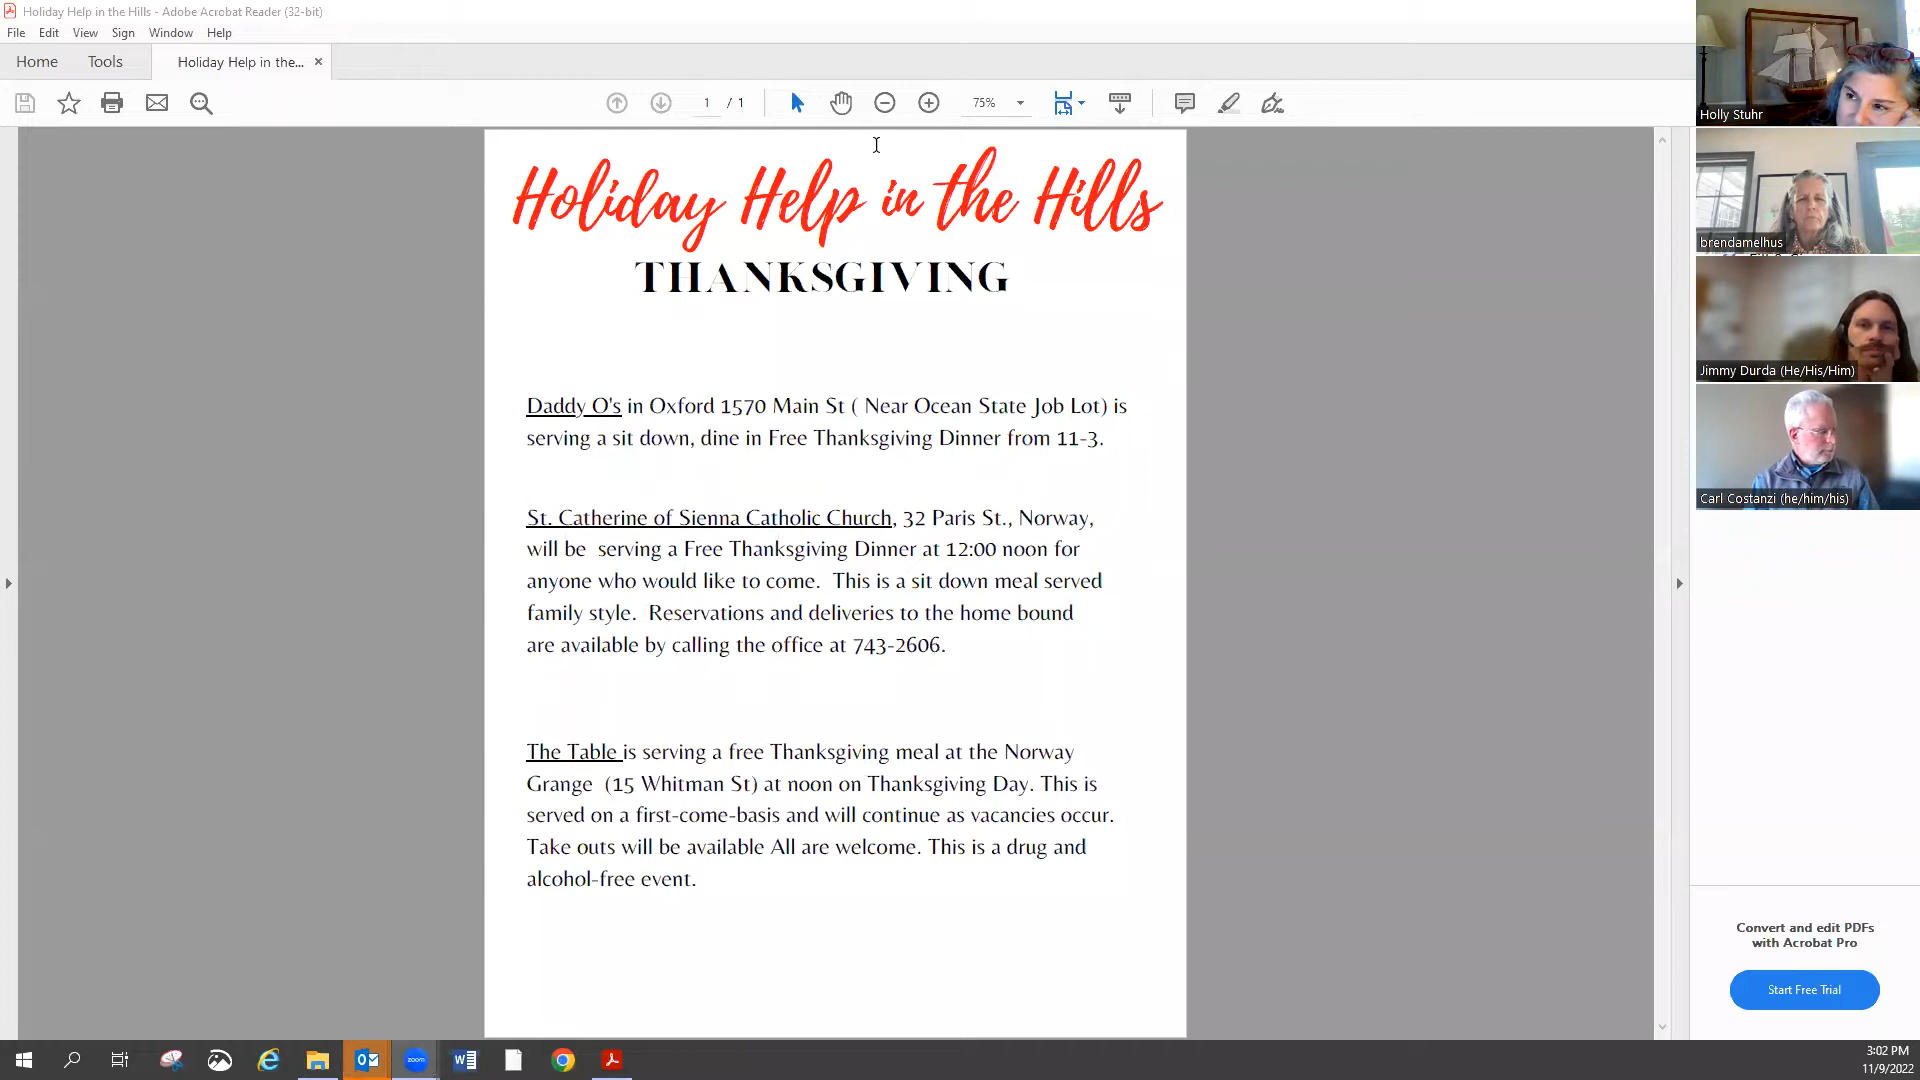 Holiday Help in the Hills - Adobe Acrobat Reader (32-bit)
File Edit View Sign Window Help
Home Tools Holiday Help in the... ×
1 / 1 75%
Holiday Help in the Hills
THANKSGIVING
Daddy O's in Oxford 1570 Main St ( Near Ocean State Job Lot) is
serving a sit down, dine in Free Thanksgiving Dinner from 11-3.
St. Catherine of Sienna Catholic Church, 32 Paris St., Norway,
will be serving a Free Thanksgiving Dinner at 12:00 noon for
anyone who would like to come. This is a sit down meal served
family style. Reservations and deliveries to the home bound
are available by calling the office at 743-2606.
The Table is serving a free Thanksgiving meal at the Norway
Grange (15 Whitman St) at noon on Thanksgiving Day. This is
served on a first-come-basis and will continue as vacancies occur.
Take outs will be available All are welcome. This is a drug and
alcohol-free event.
Holly Stuhr
brendamelhus
Jimmy Durda (He/His/Him)
Carl Costanzi (he/him/his)
Convert and edit PDFs
with Acrobat Pro
Start Free Trial
zoom
3:02 PM
11/9/2022